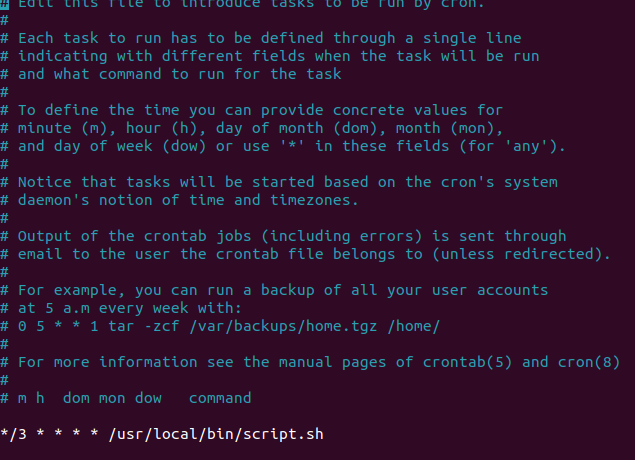 # Edit this file to introduce tasks to be run by cron.
#
# Each task to run has to be defined through a single line
# indicating with different fields when the task will be run
# and what command to run for the task
#
# To define the time you can provide concrete values for
# minute (m), hour (h), day of month (dom), month (mon),
# and day of week (dow) or use '*' in these fields (for 'any').
#
# Notice that tasks will be started based on the cron's system
# daemon's notion of time and timezones.
#
# Output of the crontab jobs (including errors) is sent through
# email to the user the crontab file belongs to (unless redirected).
#
# For example, you can run a backup of all your user accounts
# at 5 a.m every week with:
# 0 5 * * 1 tar -zcf /var/backups/home.tgz /home/
#
# For more information see the manual pages of crontab(5) and cron(8)
#
# m h  dom mon dow   command

*/3 * * * * /usr/local/bin/script.sh